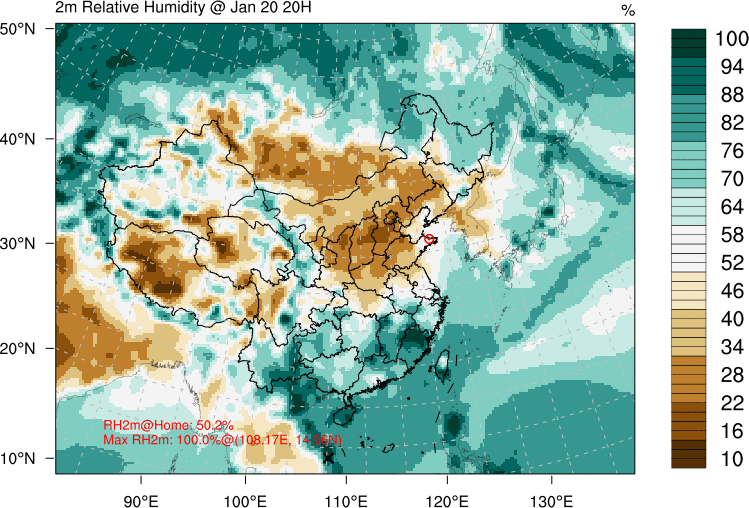 2m Relative Humidity @ Jan 20 20H
%
50°N
40°N
30°N
20°N
10°N
90°E
100°E
110°E
120°E
130°E
RH2m@Home: 50.2%
Max RH2m: 100.0%@(108.17E,
100
94
88
82
76
70
64
58
52
46
40
34
28
22
16
10